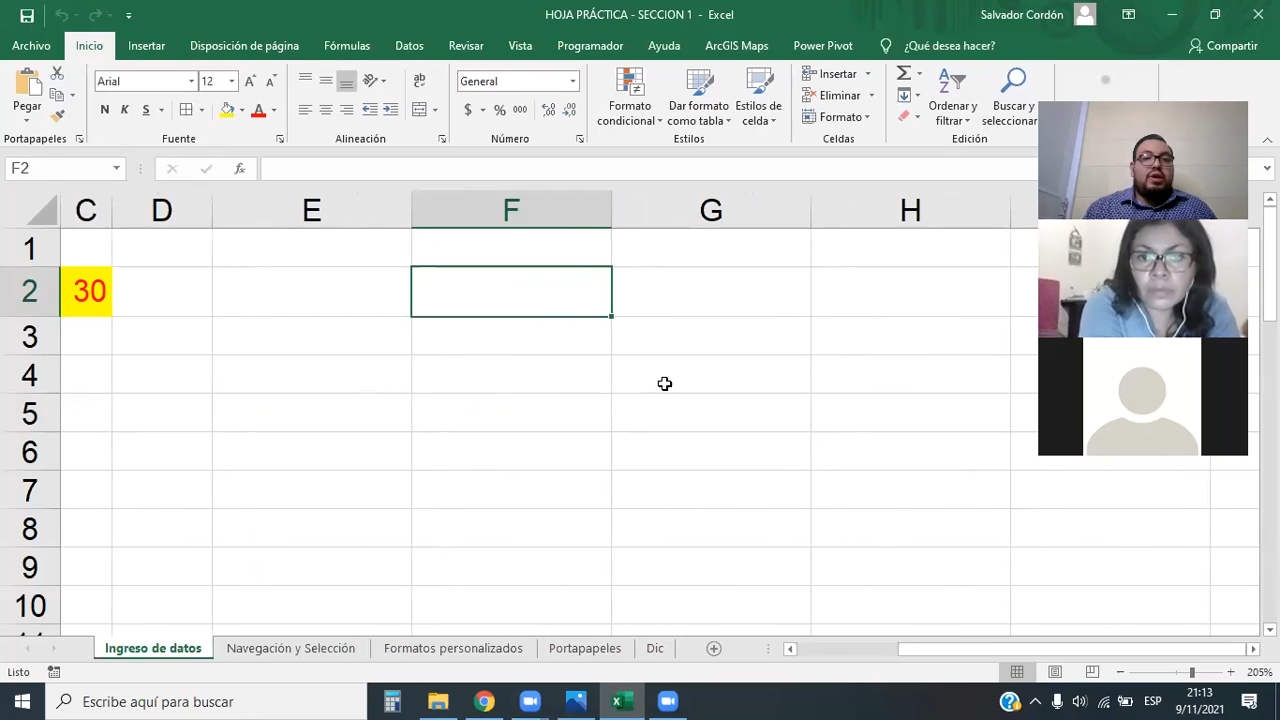 HOJA PRÁCTICA - SECCION 1 - Excel
Salvador Cordón
Archivo Inicio Insertar Disposición de página Fórmulas Datos Revisar Vista Programador Ayuda ArcGIS Maps Power Pivot ¿Qué desea hacer? Compartir
Pegar
Portapapeles
Arial 12
N K S
Fuente
ab
Alineación
General
$ % 000
Número
Formato condicional
Dar formato como tabla
Estilos de celda
Estilos
Insertar
Eliminar
Formato
Celdas
Ordenar y filtrar
Buscar y seleccionar
Edición
F2
fx
C D E F G H
1
2 30
3
4
5
6
7
8
9
10
Ingreso de datos Navegación y Selección Formatos personalizados Portapapeles Dic
Listo 205%
Escribe aquí para buscar
ESP
21:13
9/11/2021